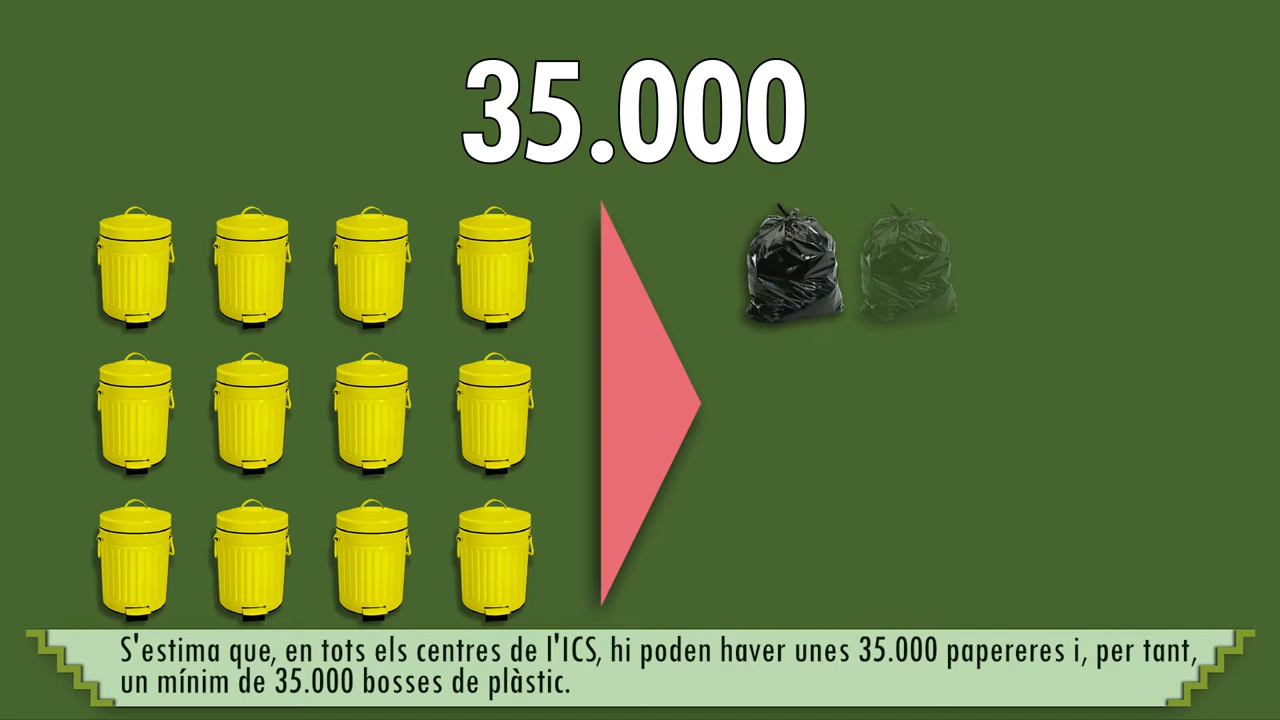 35.000
S'estima que, en tots els centres de l'ICS, hi poden haver unes 35.000 papereres i, per tant,
un mínim de 35.000 bosses de plàstic.